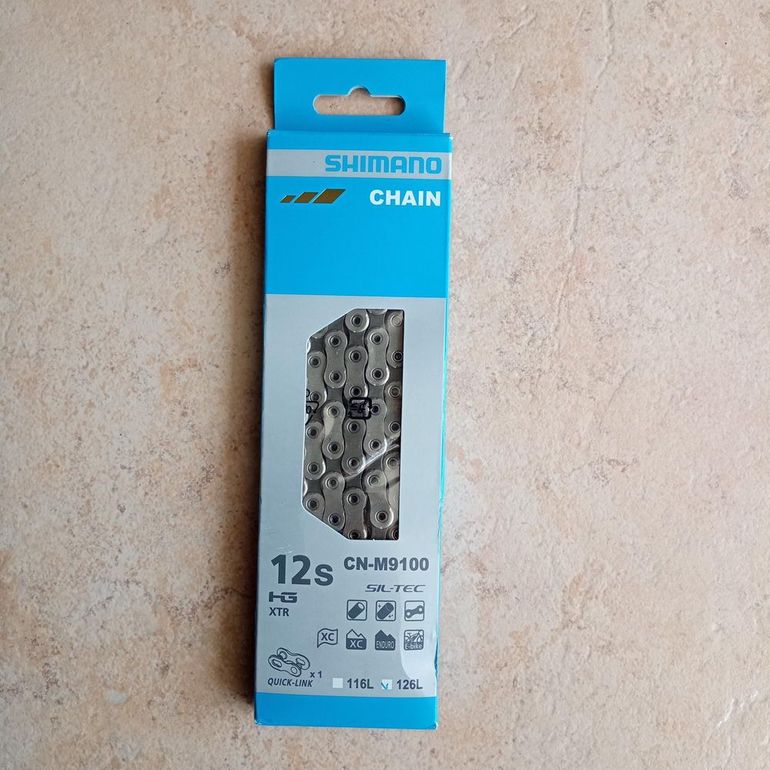 SHIMANO
CHAIN
12s CN-M9100
HG SIL-TEC
XTR
XC XC ENDURO E-bike
x 1
QUICK-LINK
116L 126L